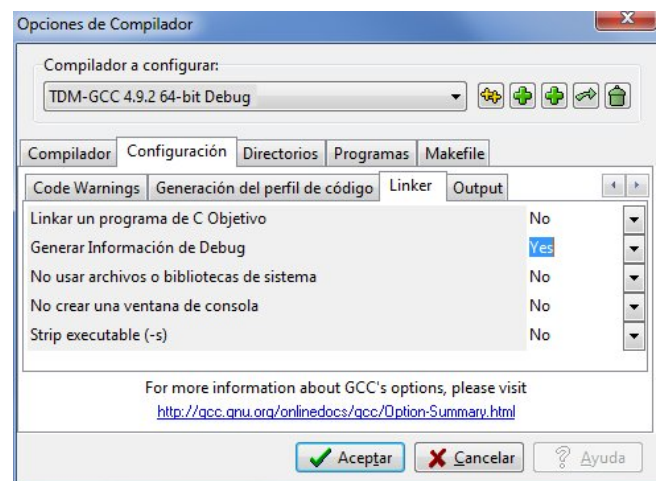 Opciones de Compilador
Compilador a configurar:
TDM-GCC 4.9.2 64-bit Debug
Compilador Configuración Directorios Programas Makefile
Code Warnings Generación del perfil de código Linker Output
Linkar un programa de C Objetivo No
Generar Información de Debug Yes
No usar archivos o bibliotecas de sistema No
No crear una ventana de consola No
Strip executable (-s) No
For more information about GCC's options, please visit
http://gcc.gnu.org/onlinedocs/gcc/Option-Summary.html
Aceptar Cancelar Ayuda